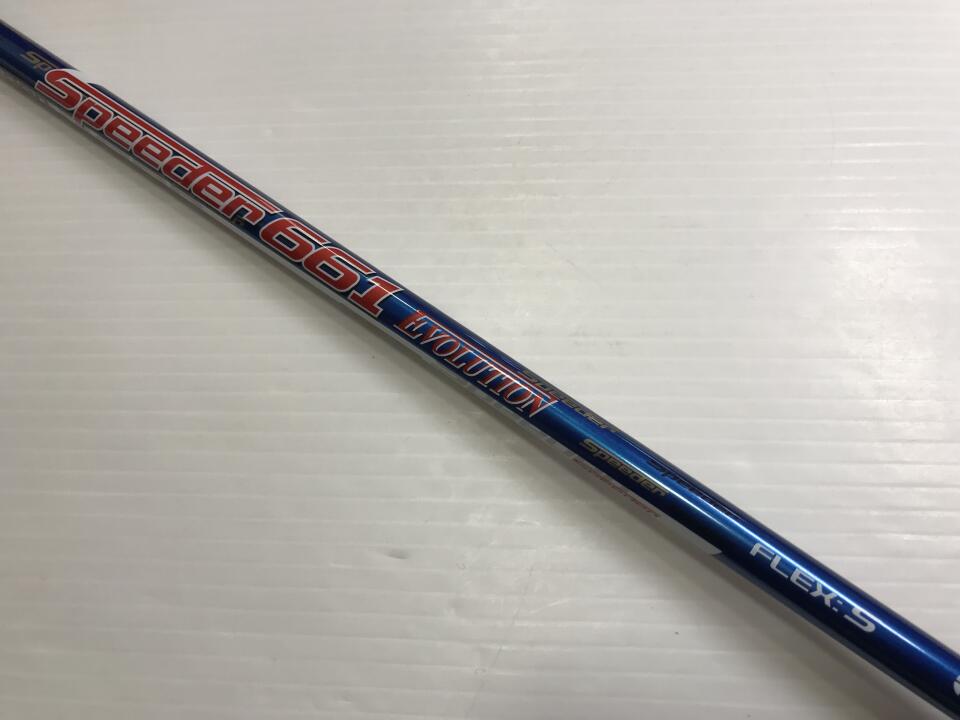 Speeder 661 EVOLUTION
Speeder
Speeder
FLEX: S